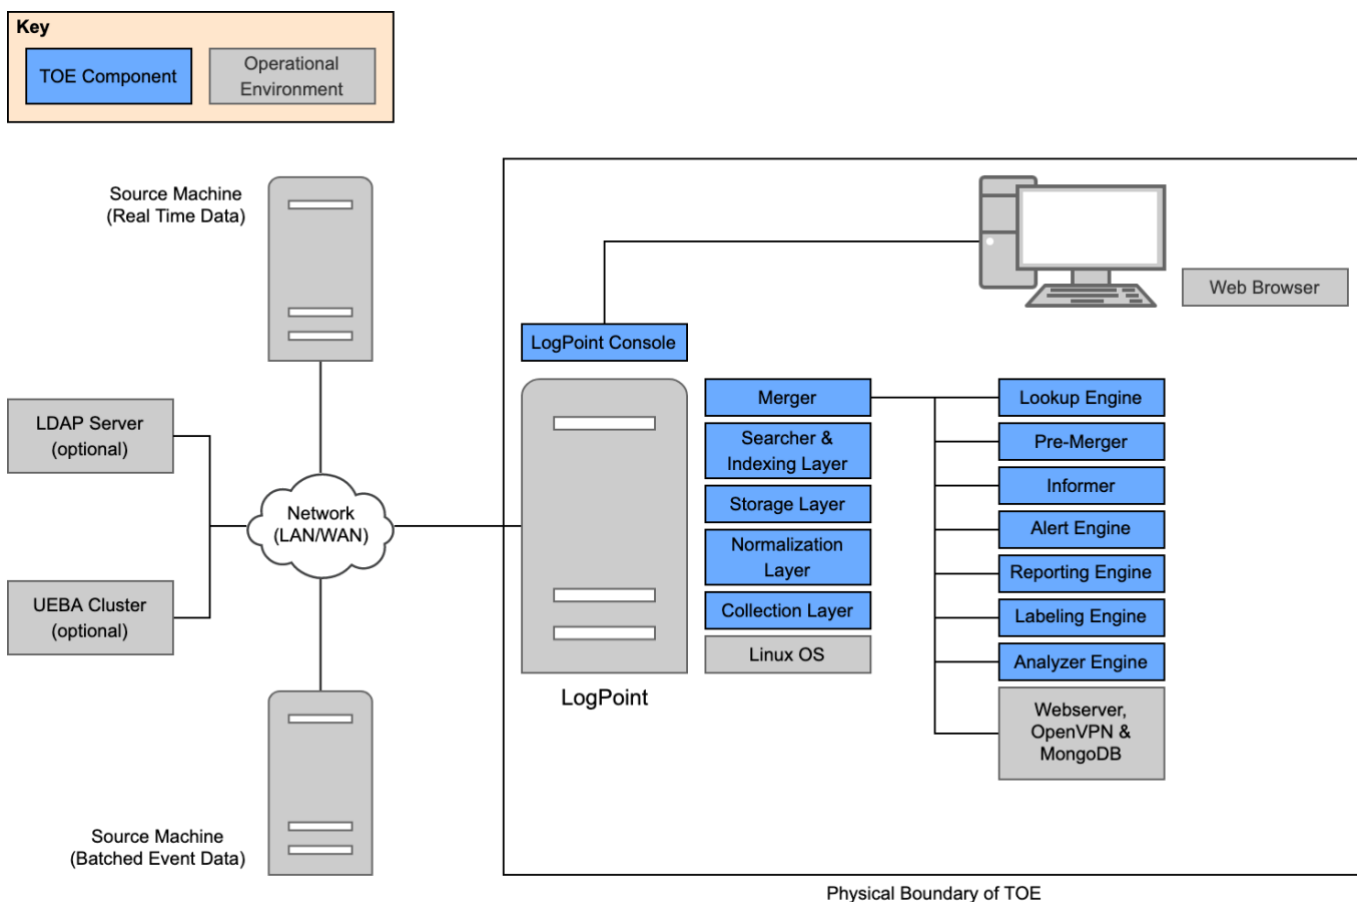 Key
TOE Component
Operational
Environment
Source Machine
(Real Time Data)
Web Browser
LogPoint Console
LDAP Server
(optional)
Network
(LAN/WAN)
UEBA Cluster
(optional)
Merger
Searcher &
Indexing Layer
Storage Layer
Normalization
Layer
Collection Layer
Linux OS
LogPoint
Lookup Engine
Pre-Merger
Informer
Alert Engine
Reporting Engine
Labeling Engine
Analyzer Engine
Webserver,
OpenVPN &
MongoDB
Source Machine
(Batched Event Data)
Physical Boundary of TOE